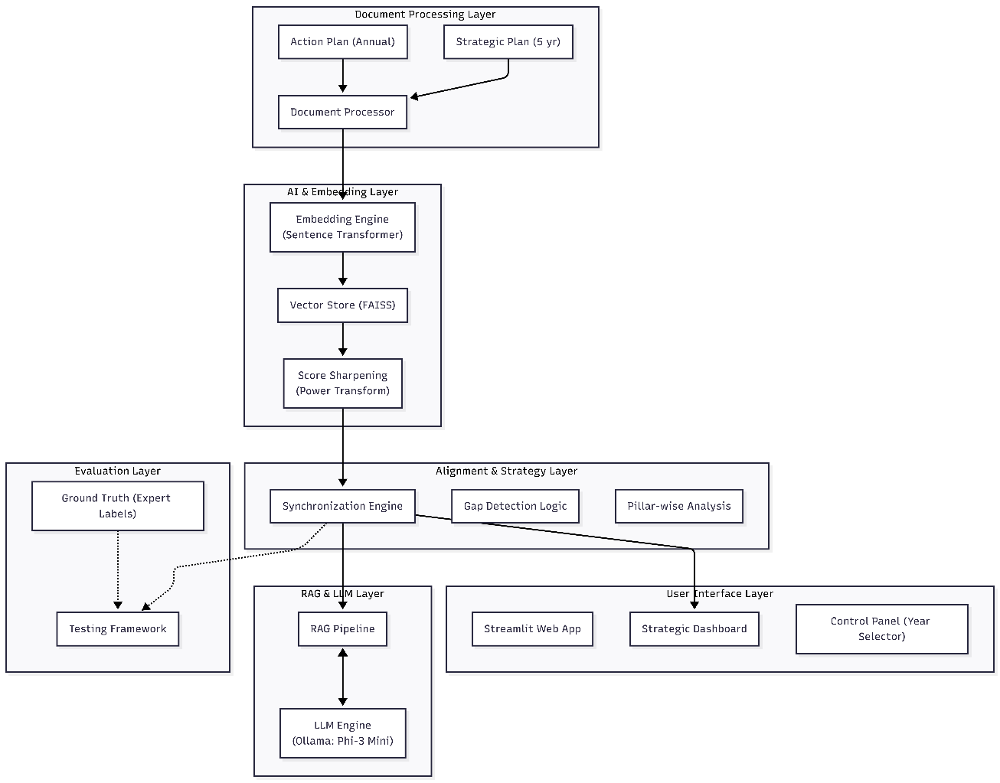 Document Processing Layer
Action Plan (Annual)
Strategic Plan (5 yr)
Document Processor
AI & Embedding Layer
Embedding Engine
(Sentence Transformer)
Vector Store (FAISS)
Score Sharpening
(Power Transform)
Evaluation Layer
Ground Truth (Expert
Labels)
Testing Framework
Alignment & Strategy Layer
Synchronization Engine
Gap Detection Logic
Pillar-wise Analysis
RAG & LLM Layer
RAG Pipeline
LLM Engine
(Ollama: Phi-3 Mini)
User Interface Layer
Streamlit Web App
Strategic Dashboard
Control Panel (Year
Selector)